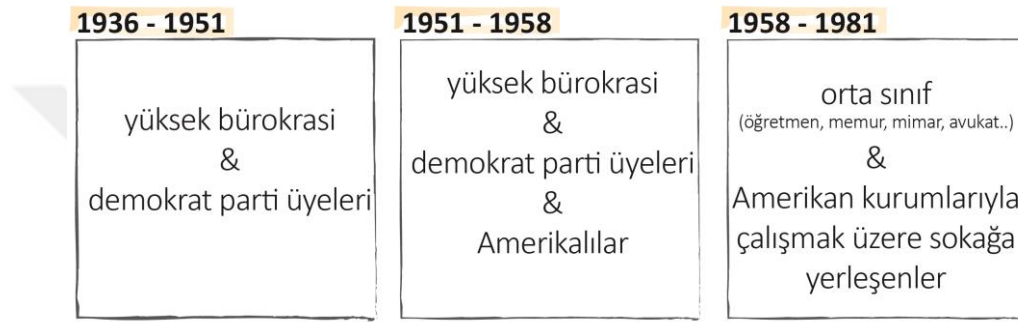 1936 - 1951
yüksek bürokrasi
&
demokrat parti üyeleri
1951 - 1958
yüksek bürokrasi
&
demokrat parti üyeleri
&
Amerikalılar
1958 - 1981
orta sınıf
(öğretmen, memur, mimar, avukat..)
&
Amerikan kurumlarıyla
çalışmak üzere sokağa
yerleşenler